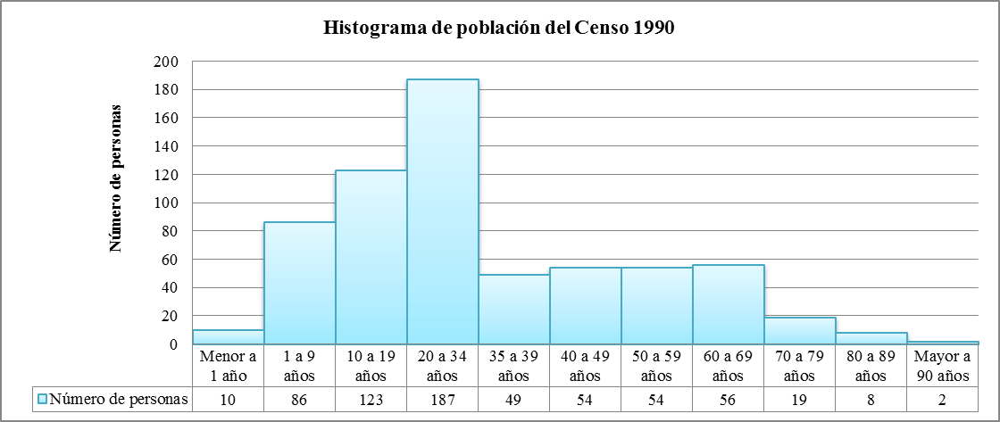 Histograma de población del Censo 1990
Número de personas
200
180
160
140
120
100
80
60
40
20
0
Menor a 1 año
1 a 9 años
10 a 19 años
20 a 34 años
35 a 39 años
40 a 49 años
50 a 59 años
60 a 69 años
70 a 79 años
80 a 89 años
Mayor a 90 años
Número de personas 10 86 123 187 49 54 54 56 19 8 2